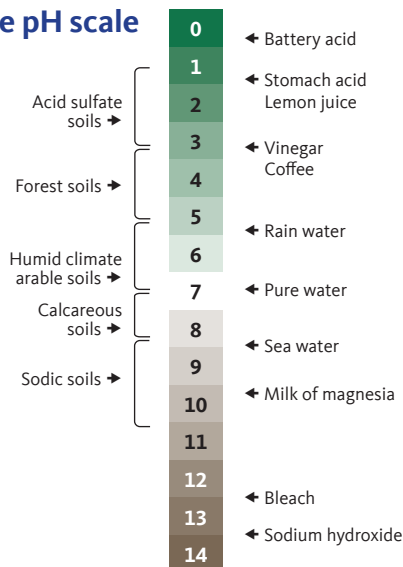 e pH scale
0
1
2
3
4
5
6
7
8
9
10
11
12
13
14
Acid sulfate
soils
Forest soils
Humid climate
arable soils
Calcareous
soils
Sodic soils
Battery acid
Stomach acid
Lemon juice
Vinegar
Coffee
Rain water
Pure water
Sea water
Milk of magnesia
Bleach
Sodium hydroxide